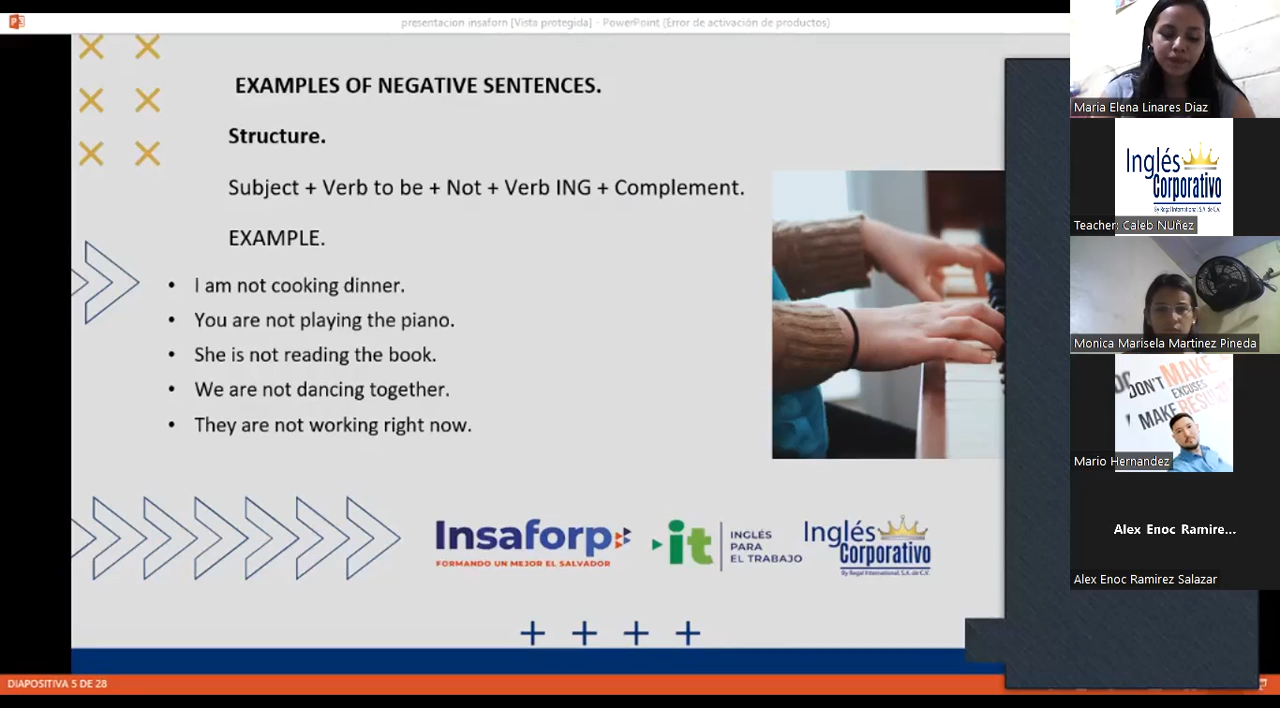 presentacion insaforn [Vista protegida] - PowerPoint (Error de activación de productos)
EXAMPLES OF NEGATIVE SENTENCES.
Structure.
Subject + Verb to be + Not + Verb ING + Complement.
EXAMPLE.
• I am not cooking dinner.
• You are not playing the piano.
• She is not reading the book.
• We are not dancing together.
• They are not working right now.
Insaforp
FORMANDO UN MEJOR EL SALVADOR
it
INGLÉS
PARA
EL TRABAJO
Inglés
Corporativo
By Regal International, S.A. de C.V.
DIAPOSITIVA 5 DE 28
Maria Elena Linares Diaz
Inglés
Corporativo
By Regal International, S.A. de C.V.
Teacher: Caleb NUñez
Monica Marisela Martinez Pineda
DON'T MAKE
EXCUSES
MAKE RESULTS
Mario Hernandez
Alex Enoc Ramire...
Alex Enoc Ramirez Salazar